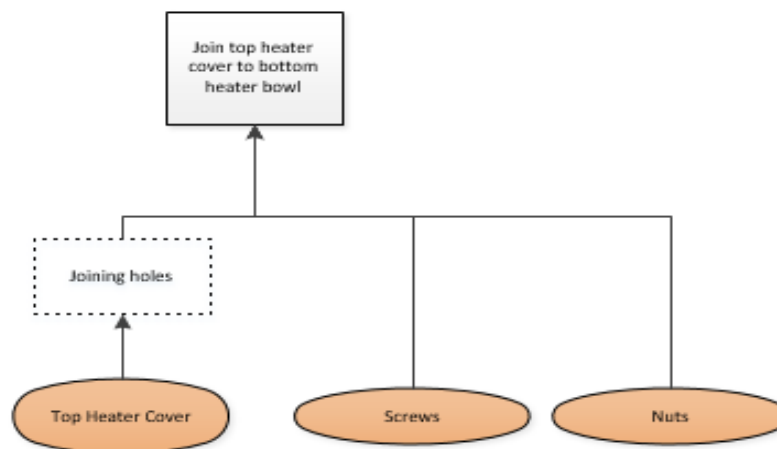 Join top heater
cover to bottom
heater bowl
Joining holes
Top Heater Cover
Screws
Nuts